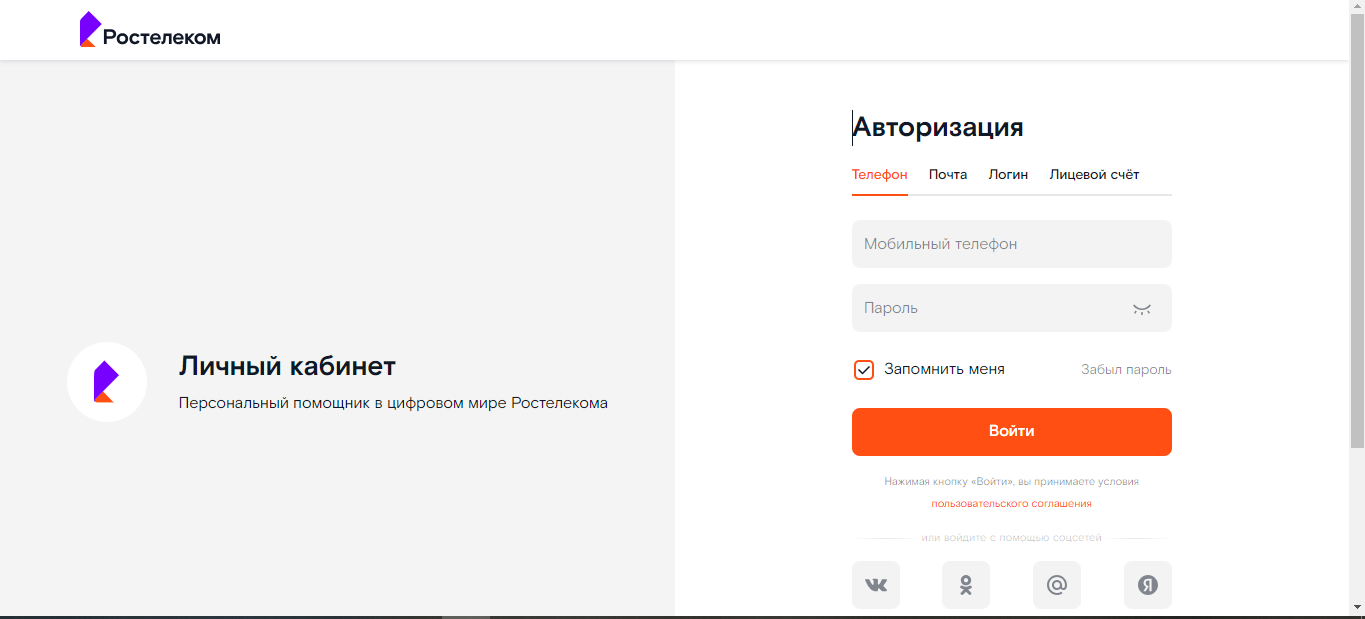 Ростелеком
Личный кабинет
Персональный помощник в цифровом мире Ростелекома
Авторизация
Телефон Почта Логин Лицевой счёт
Мобильный телефон
Пароль
Запомнить меня Забыл пароль
Войти
Нажимая кнопку «Войти», вы принимаете условия
пользовательского соглашения
или войдите с помощью соцсетей